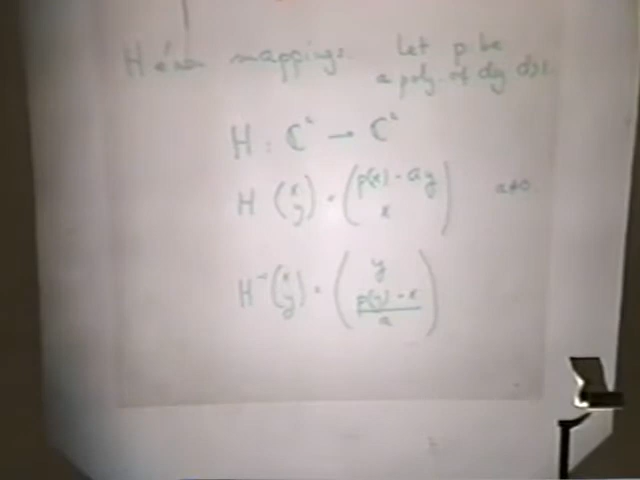 Hénon mappings. Let p be
a poly. of deg d>1.
H : ℂ² → ℂ²
H (x y) = (p(x) - ay x) a≠0
H⁻¹ (x y) = (y (p(y) - x)/a)